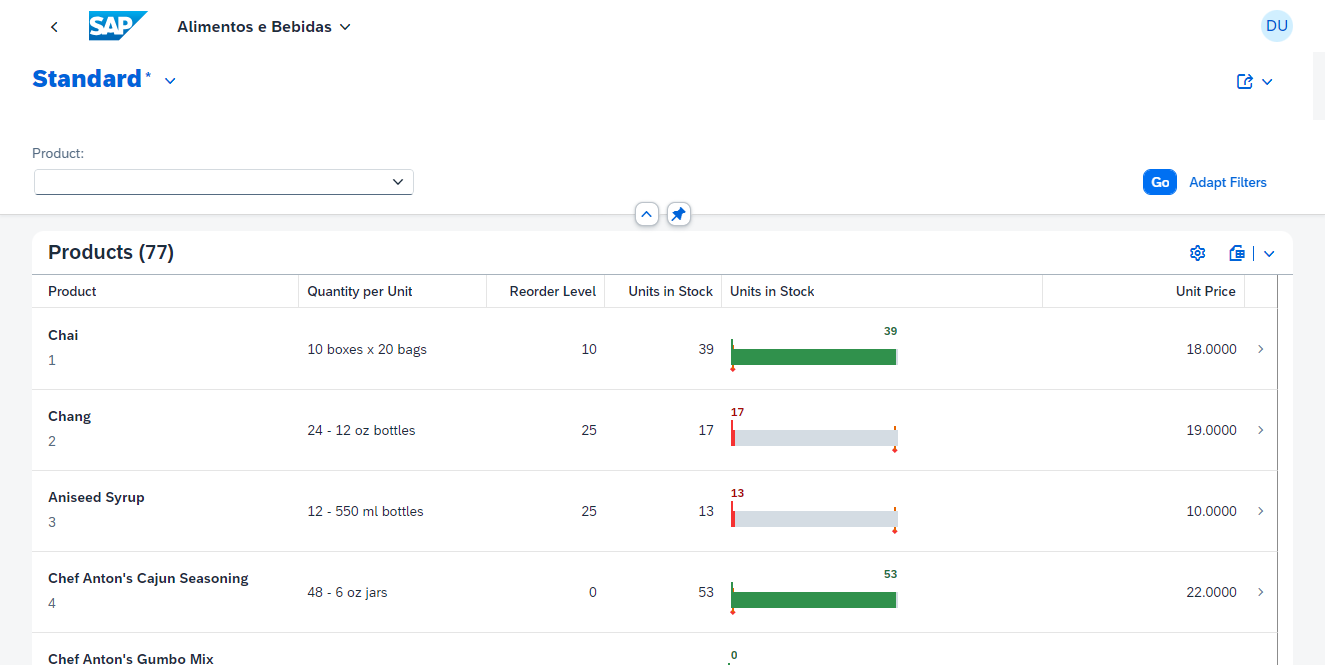 SAP Alimentos e Bebidas DU
Standard *
Product:
Go Adapt Filters
Products (77)
Product Quantity per Unit Reorder Level Units in Stock Units in Stock Unit Price
39
Chai
10 boxes x 20 bags 10 39 18.0000
1
17
Chang
24 - 12 oz bottles 25 17 19.0000
2
13
Aniseed Syrup
12 - 550 ml bottles 25 13 10.0000
3
53
Chef Anton's Cajun Seasoning
48 - 6 oz jars 0 53 22.0000
4
0
Chef Anton's Gumbo Mix